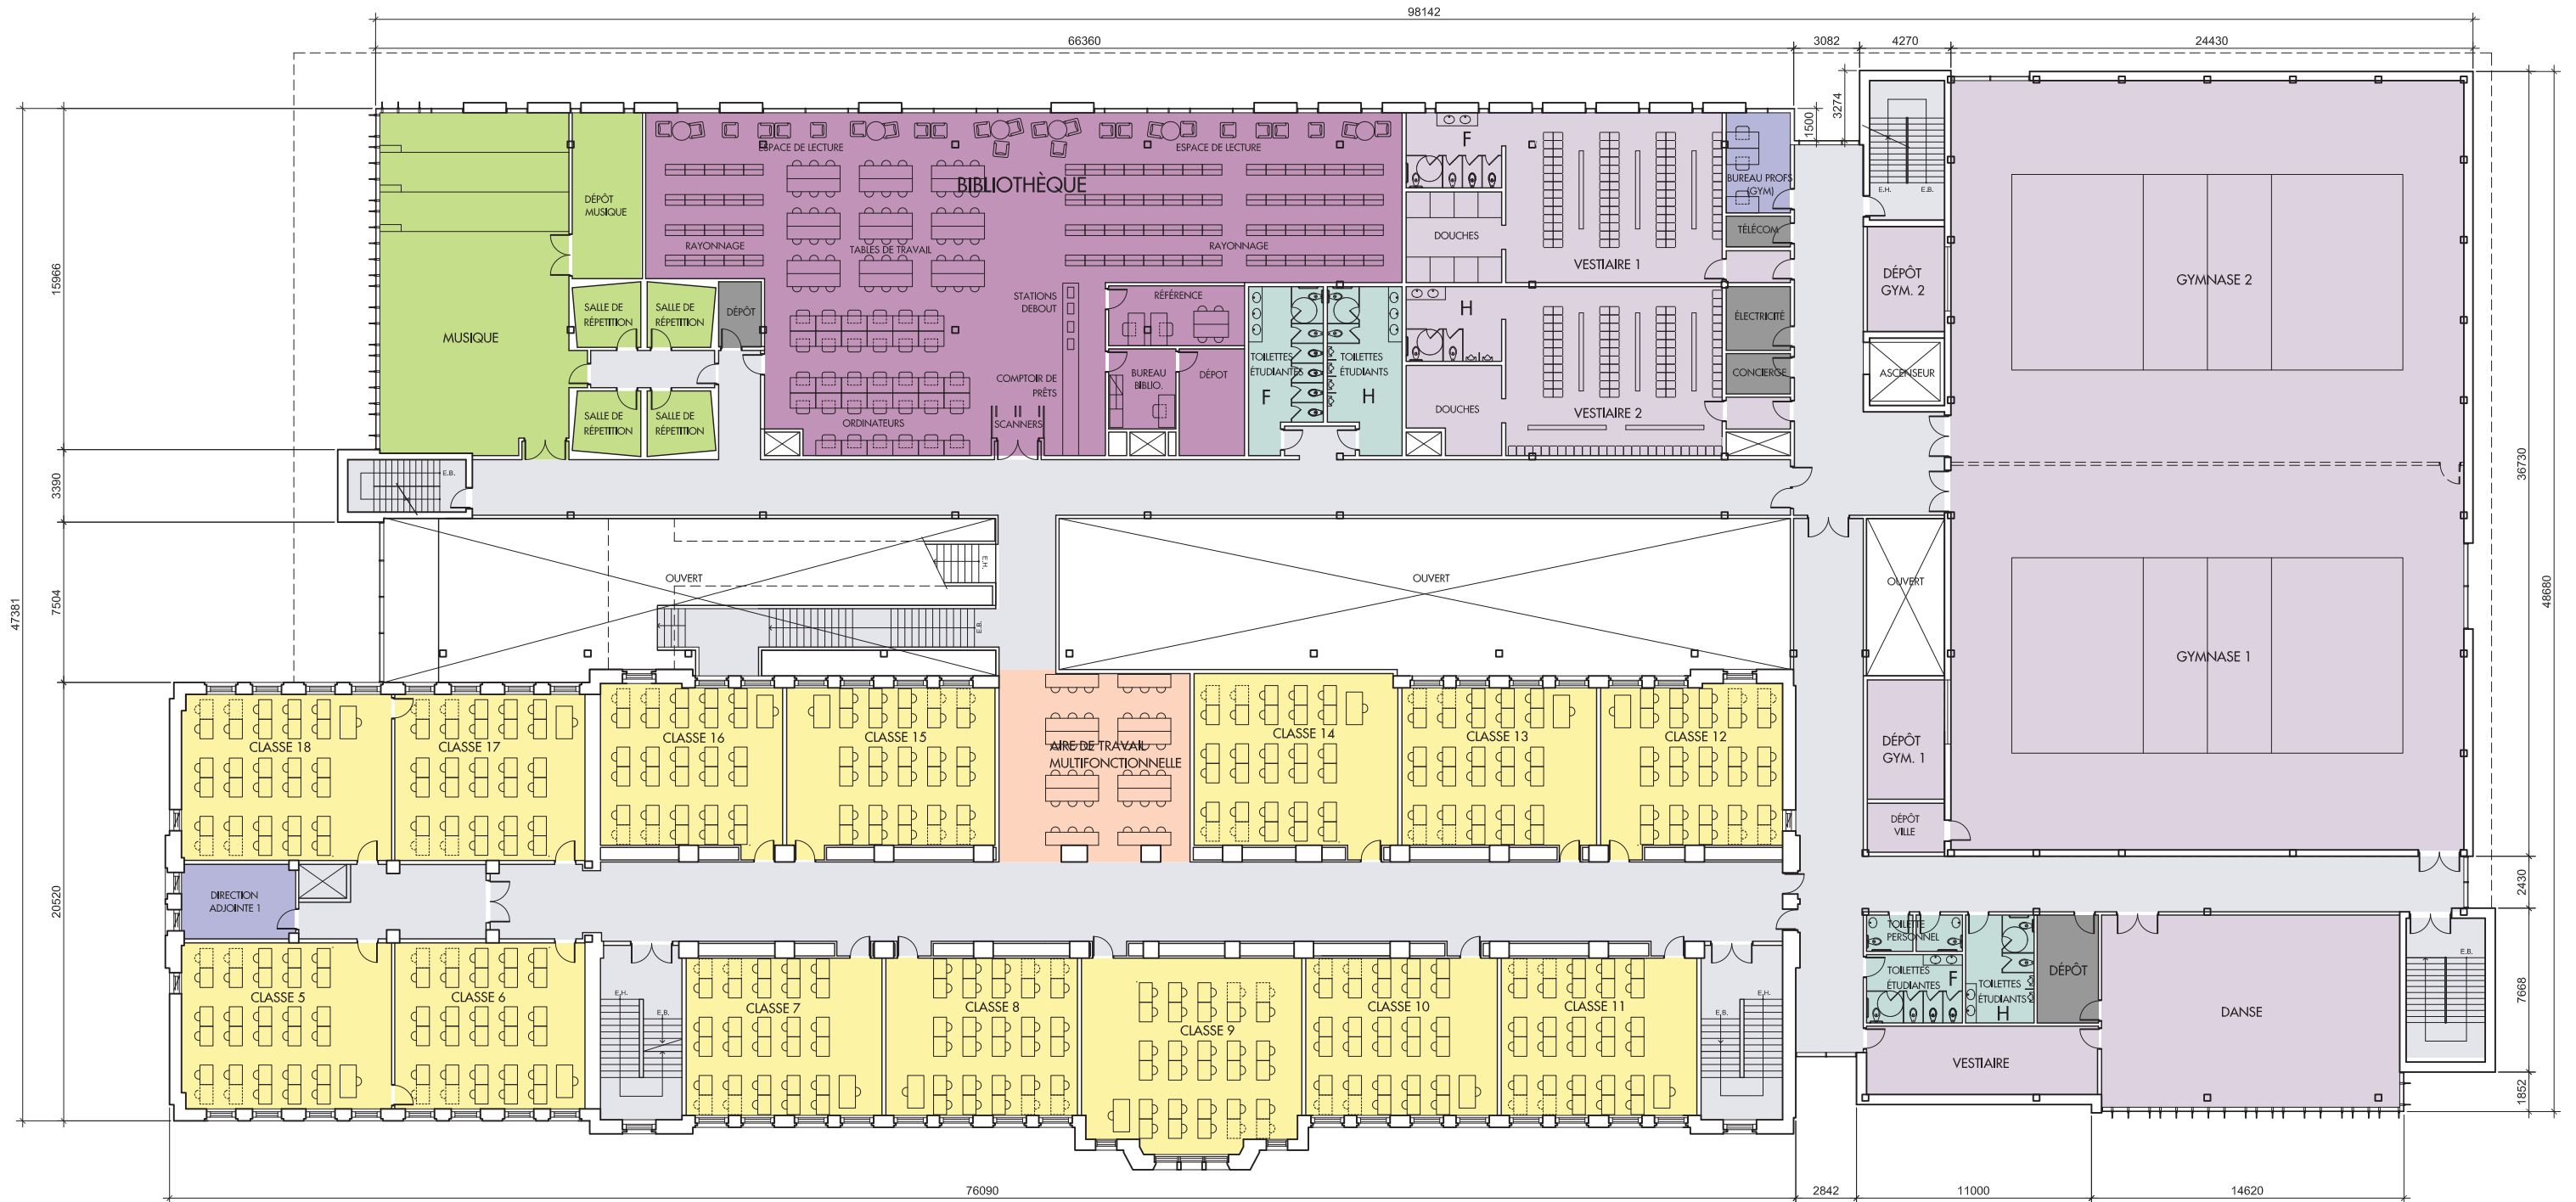 98142
66360
3082
4270
24430
3274
1500
15966
3390
7504
47381
20520
36730
48680
2430
7668
1852
76090
2842
11000
14620
MUSIQUE
DÉPÔT
MUSIQUE
SALLE DE
RÉPETITION
SALLE DE
RÉPETITION
SALLE DE
RÉPETITION
SALLE DE
RÉPETITION
DÉPÔT
ESPACE DE LECTURE
ESPACE DE LECTURE
BIBLIOTHÈQUE
RAYONNAGE
TABLES DE TRAVAIL
RAYONNAGE
STATIONS
DEBOUT
RÉFÉRENCE
COMPTOIR DE
PRÊTS
BUREAU
BIBLIO.
DÉPOT
ORDINATEURS
SCANNERS
TOILETTES
ÉTUDIANTES
F
TOILETTES
ÉTUDIANTS
H
F
DOUCHES
VESTIAIRE 1
H
DOUCHES
VESTIAIRE 2
BUREAU PROFS
(GYM)
TÉLÉCOM
ÉLECTRICITÉ
CONCIERGE
E.H.
E.B.
DÉPÔT
GYM. 2
ASCENSEUR
GYMNASE 2
E.B.
OUVERT
E.H.
E.B.
OUVERT
OUVERT
GYMNASE 1
DÉPÔT
GYM. 1
DÉPÔT
VILLE
CLASSE 18
CLASSE 17
CLASSE 16
CLASSE 15
AIRE DE TRAVAIL
MULTIFONCTIONNELLE
CLASSE 14
CLASSE 13
CLASSE 12
DIRECTION
ADJOINTE 1
CLASSE 5
CLASSE 6
E.H.
E.B.
CLASSE 7
CLASSE 8
CLASSE 9
CLASSE 10
CLASSE 11
E.H.
E.B.
TOILETTE
PERSONNEL
TOILETTES
ÉTUDIANTES
F
TOILETTES
ÉTUDIANTS
H
DÉPÔT
VESTIAIRE
DANSE
E.B.